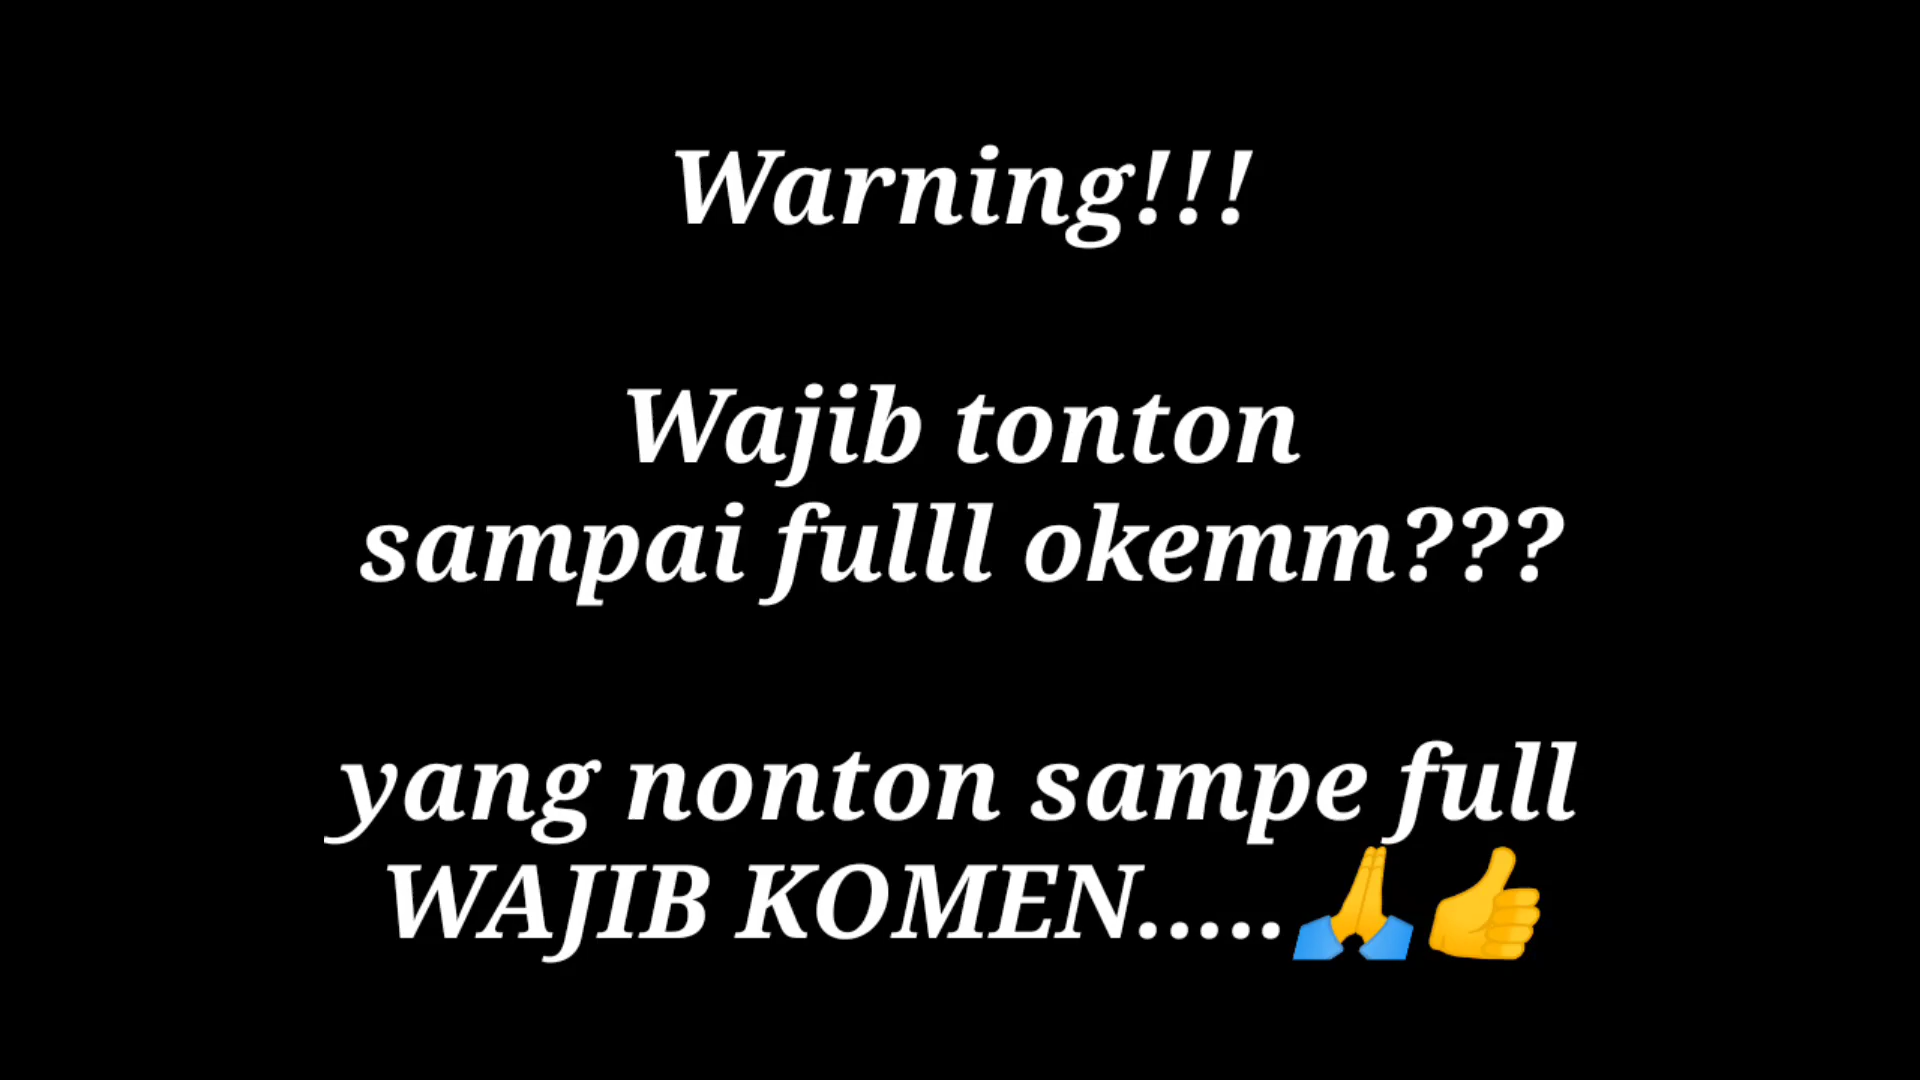 Warning!!!
Wajib tonton
sampai fulll okemm???
yang nonton sampe full
WAJIB KOMEN.....🙏👍